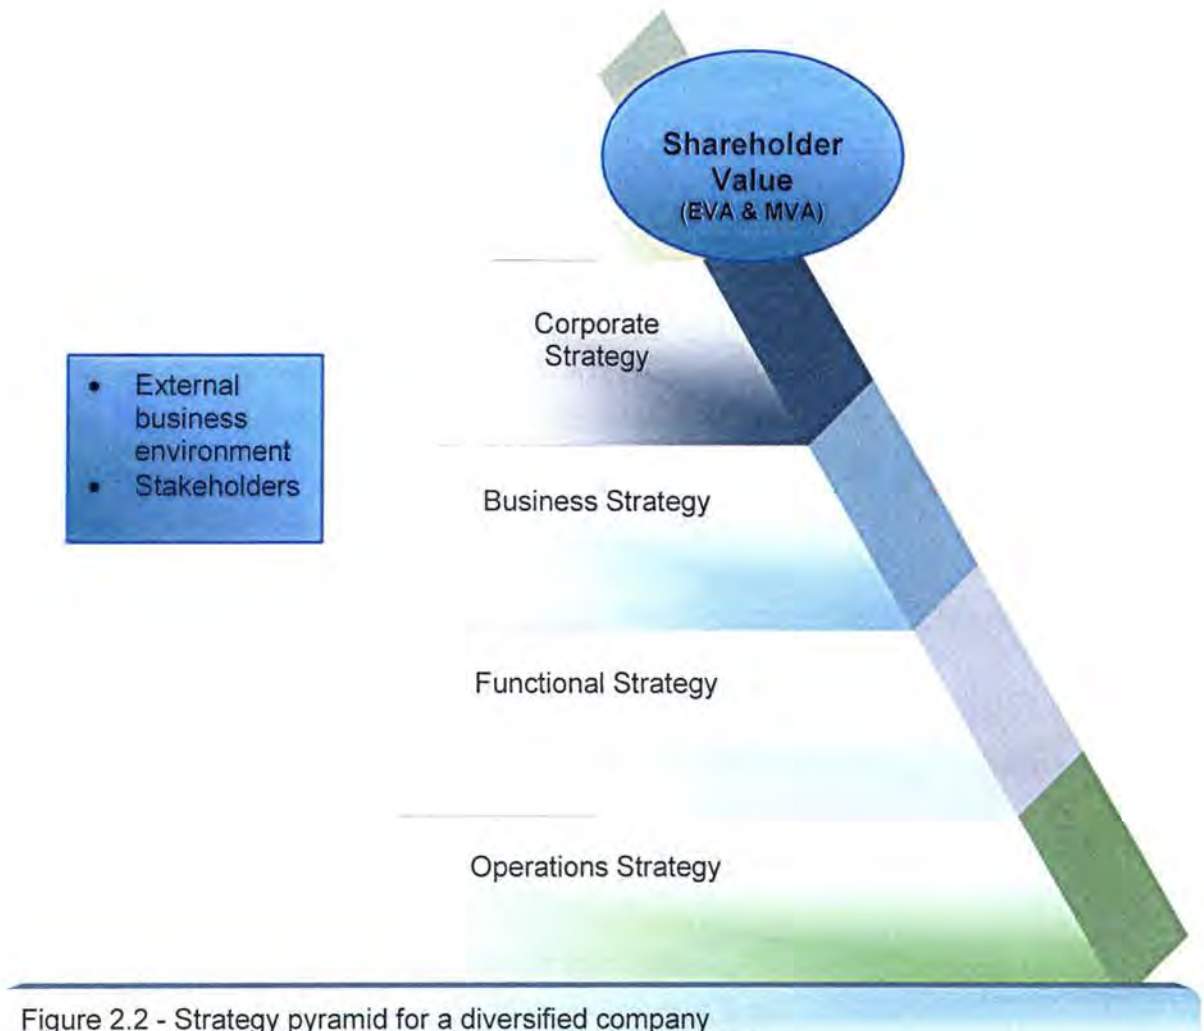 Shareholder
Value
(EVA & MVA)
Corporate
Strategy
• External
business
environment
• Stakeholders
Business Strategy
Functional Strategy
Operations Strategy
Figure 2.2 - Strategy pyramid for a diversified company